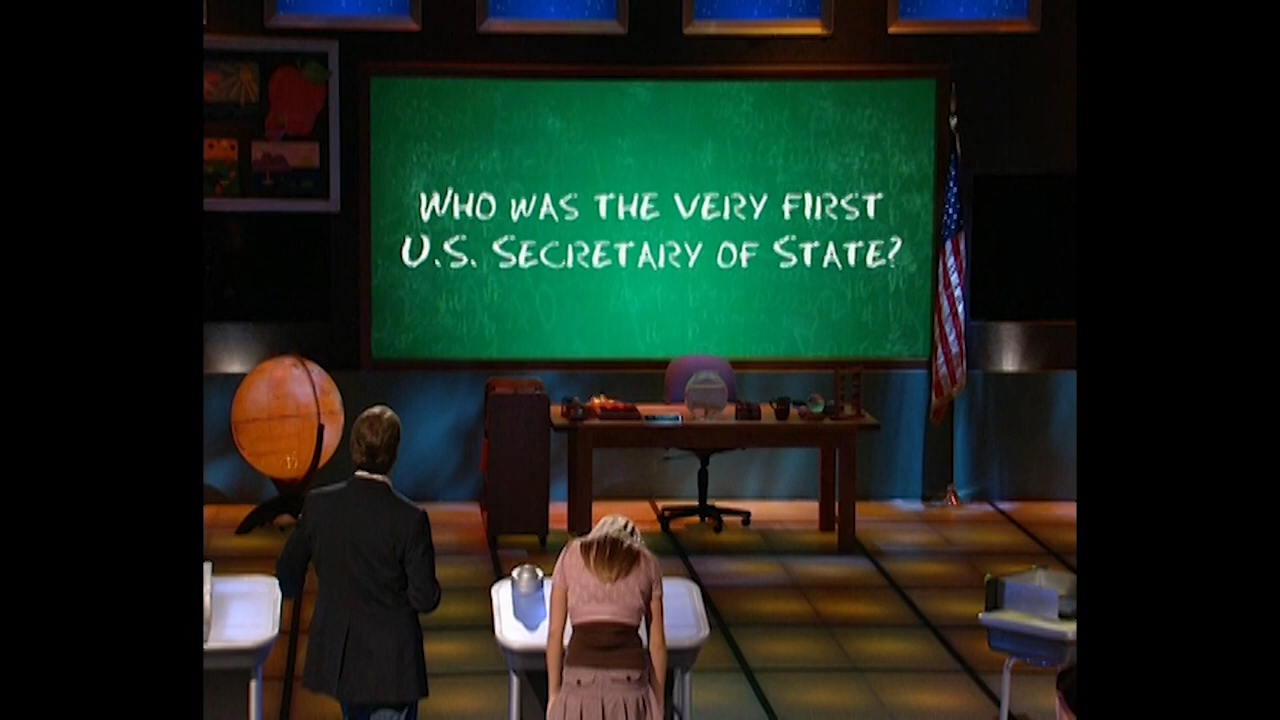 Who was the very first
U.S. Secretary of State?